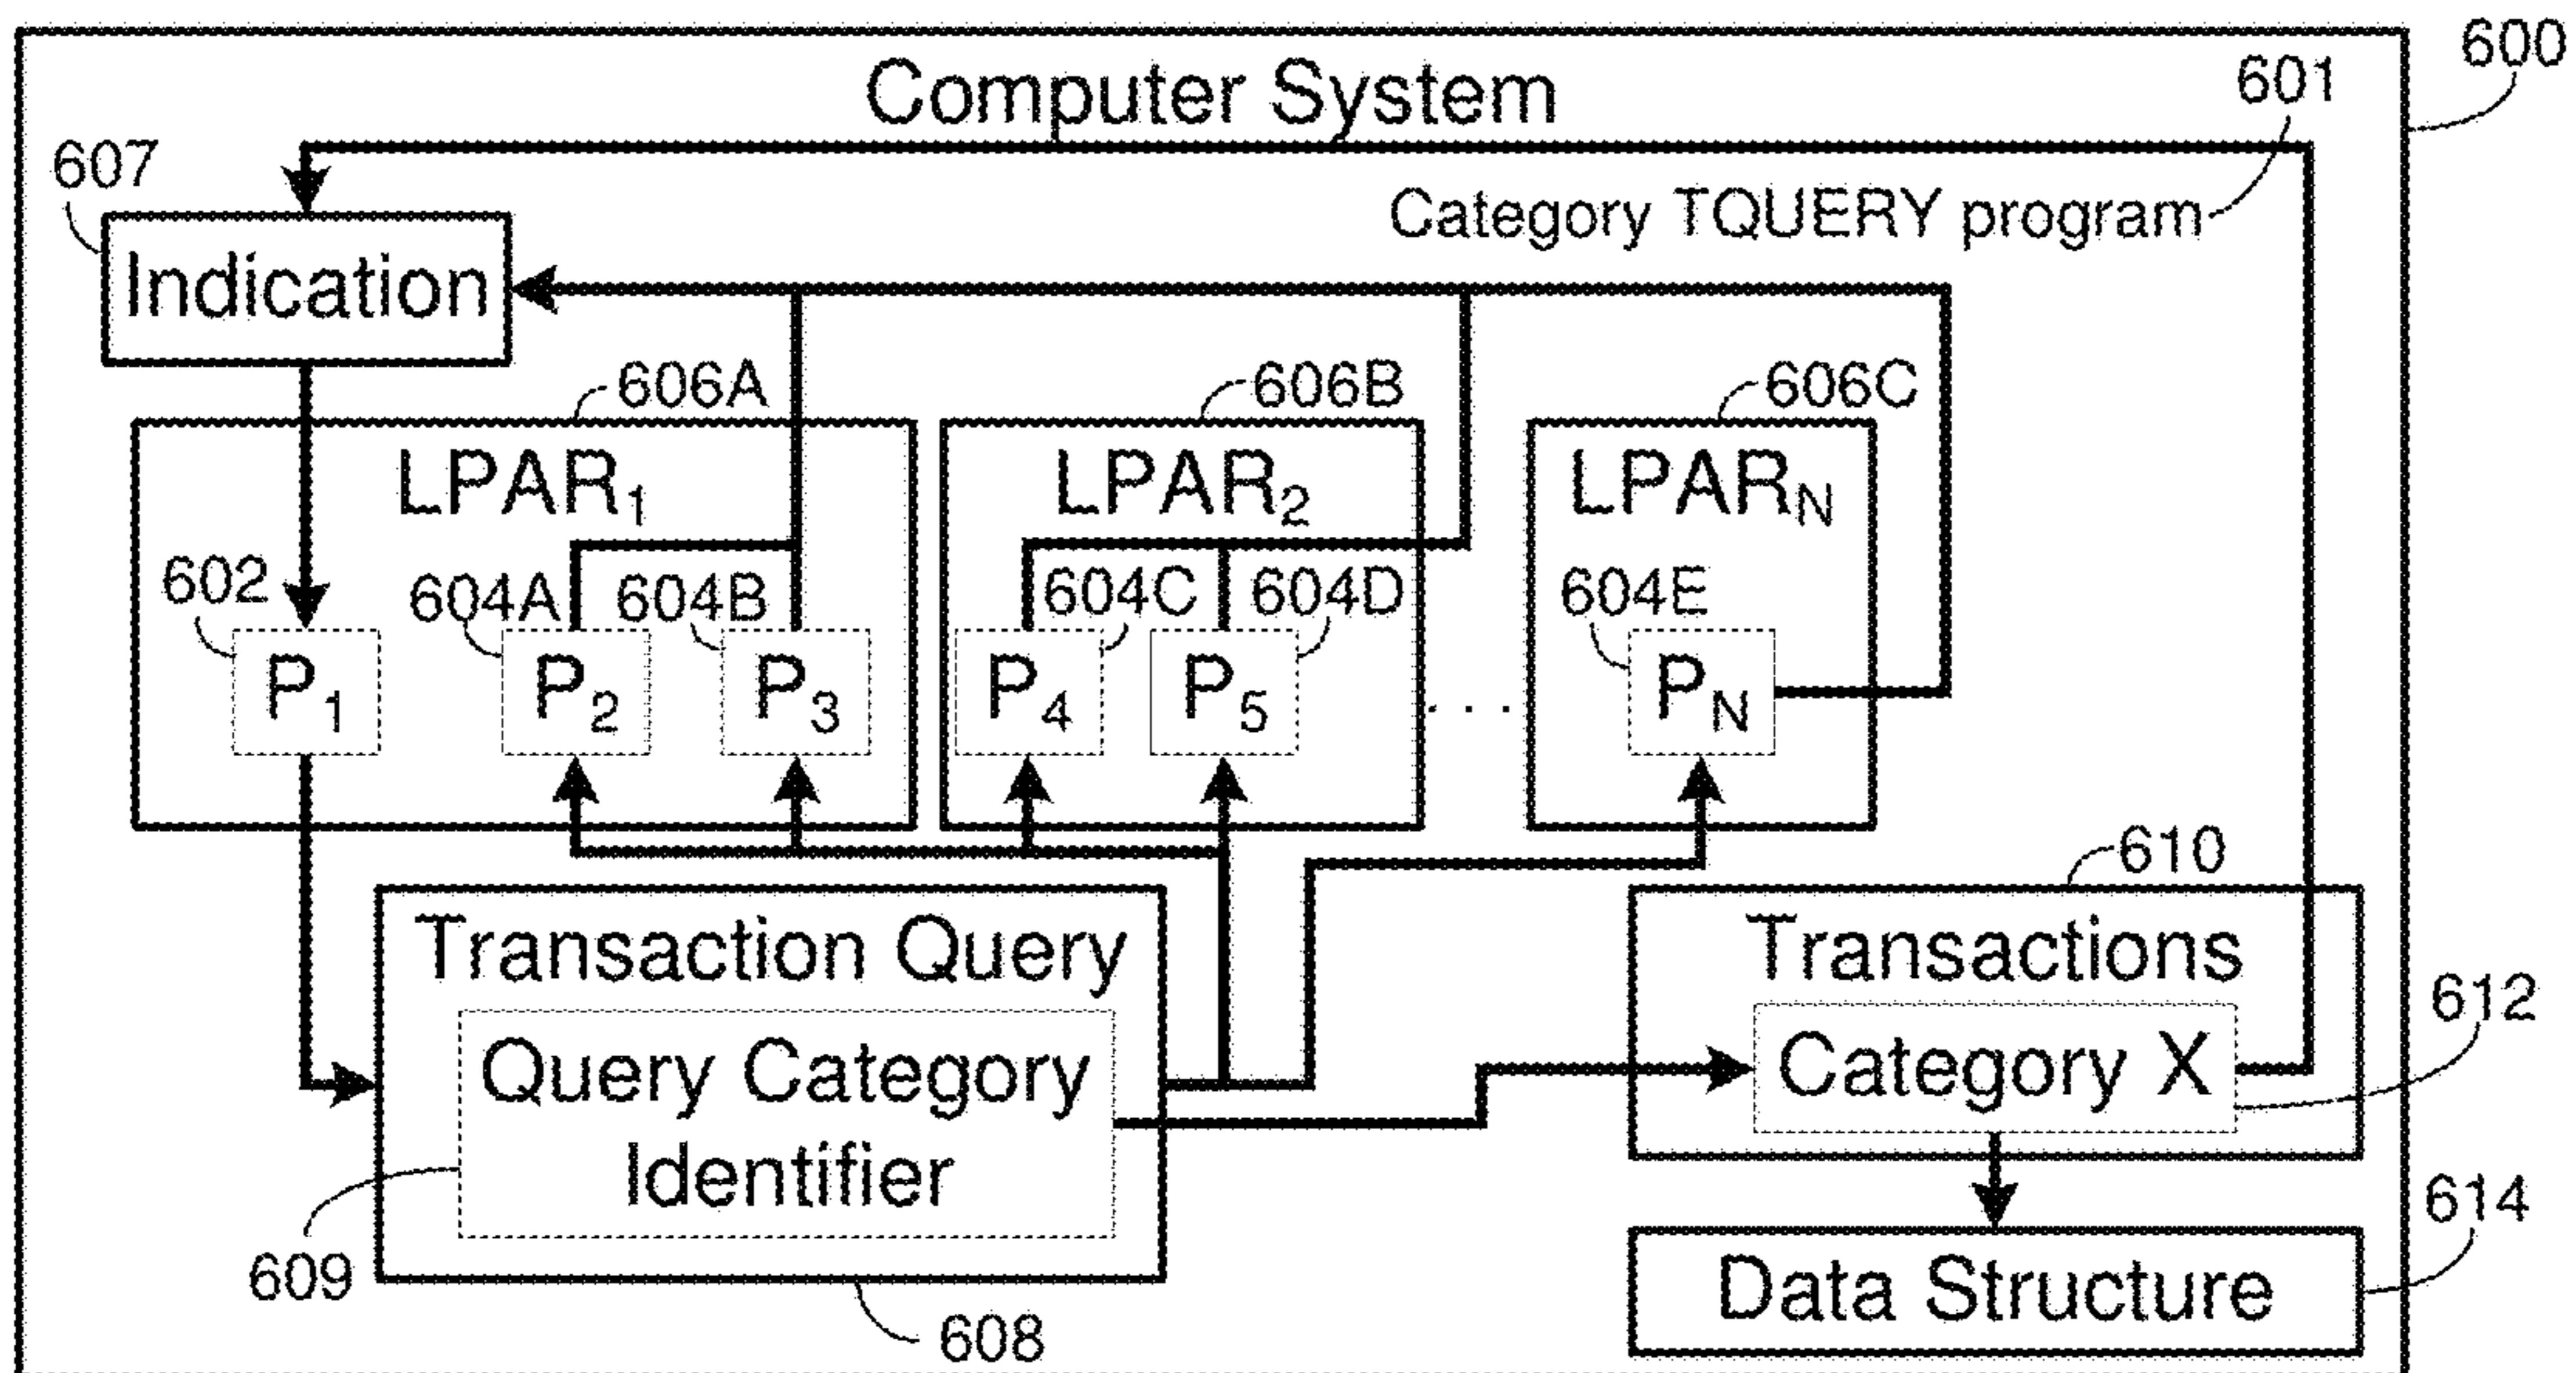 600
Computer System
601
607
Category TQUERY program
Indication
606A
606B
606C
LPAR1
LPAR2
LPARN
602
604A
604B
604C
604D
604E
P1
P2
P3
P4
P5
. . .
PN
610
Transaction Query
Transactions
612
Query Category
Identifier
Category X
614
609
Data Structure
608